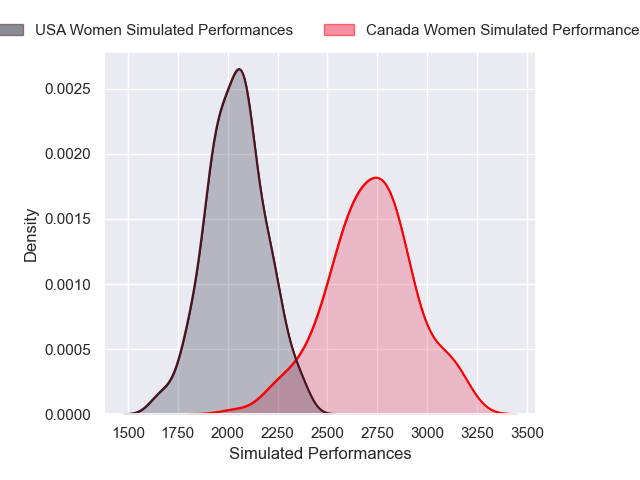 USA Women Simulated Performances Canada Women Simulated Performance
0.0025
0.0020
0.0015
0.0010
0.0005
0.0000
Density
1500 1750 2000 2250 2500 2750 3000 3250 3500
Simulated Performances